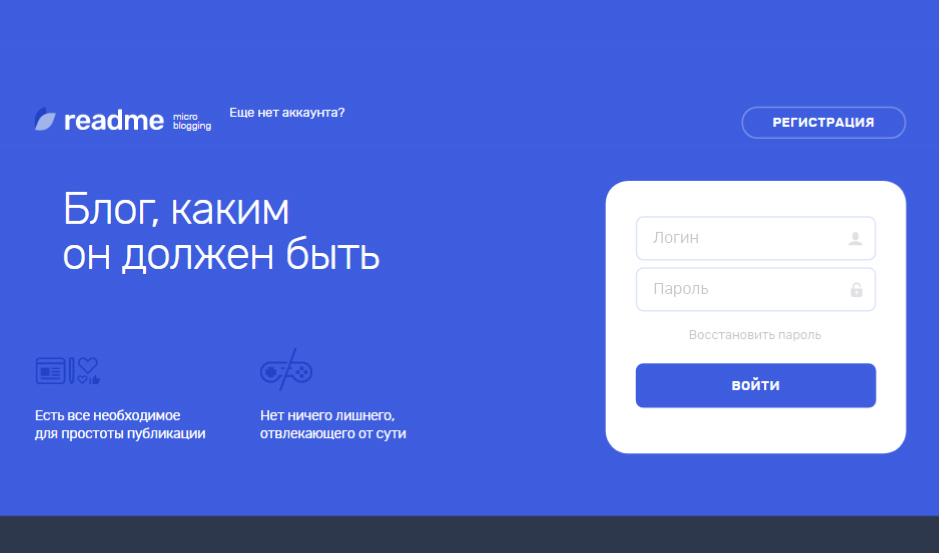 readme
micro
blogging
Еще нет аккаунта?
РЕГИСТРАЦИЯ
Блог, каким
он должен быть
Логин
Пароль
Восстановить пароль
ВОЙТИ
Есть все необходимое
для простоты публикации
Нет ничего лишнего,
отвлекающего от сути